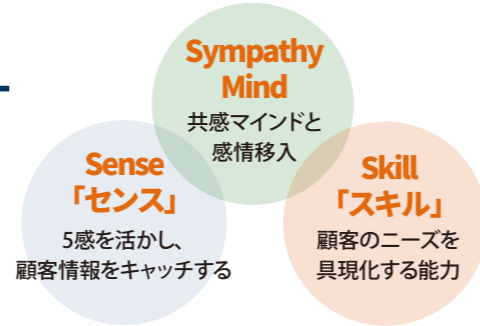 Sympathy
Mind
共感マインドと
感情移入
Sense
「センス」
5感を活かし、
顧客情報をキャッチする
Skill
「スキル」
顧客のニーズを
具現化する能力